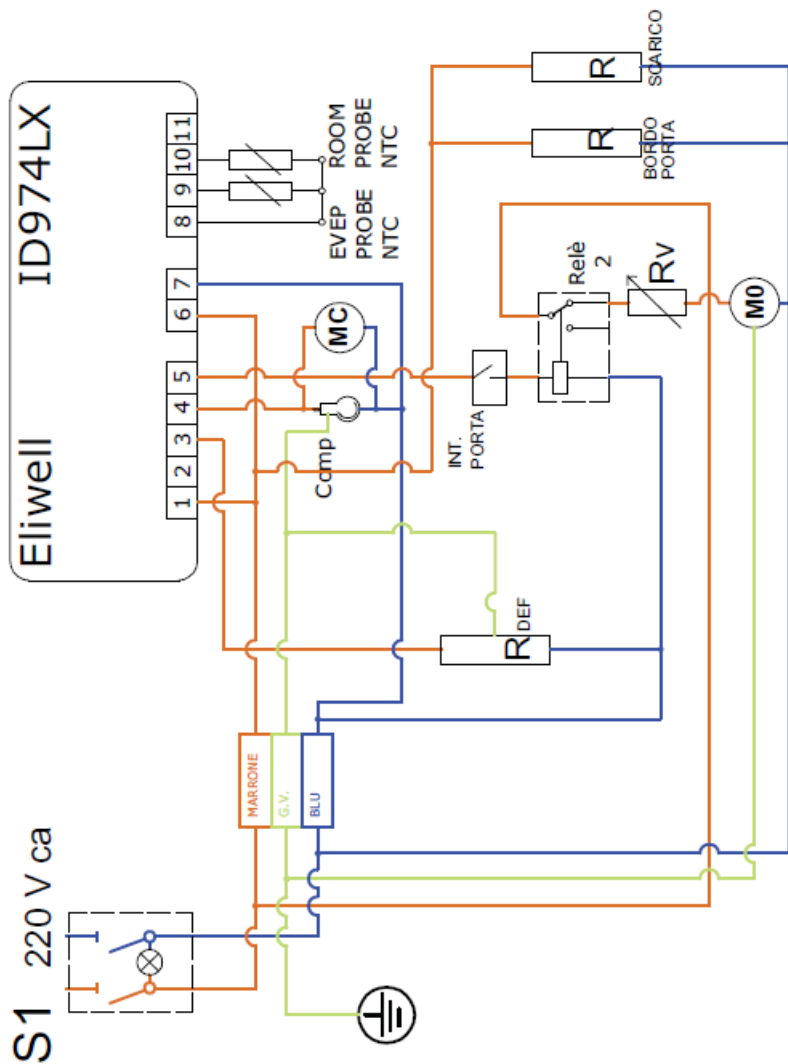 S1 220 V ca
Eliwell ID974LX
1 2 3 4 5 6 7 8 9 10 11
EVEP
PROBE
NTC
ROOM
PROBE
NTC
MC
Comp
INT.
PORTA
Relè
2
Rv
M0
R
BORDO
PORTA
R
SCARICO
R DEF
MARRONE
G.V.
BLU